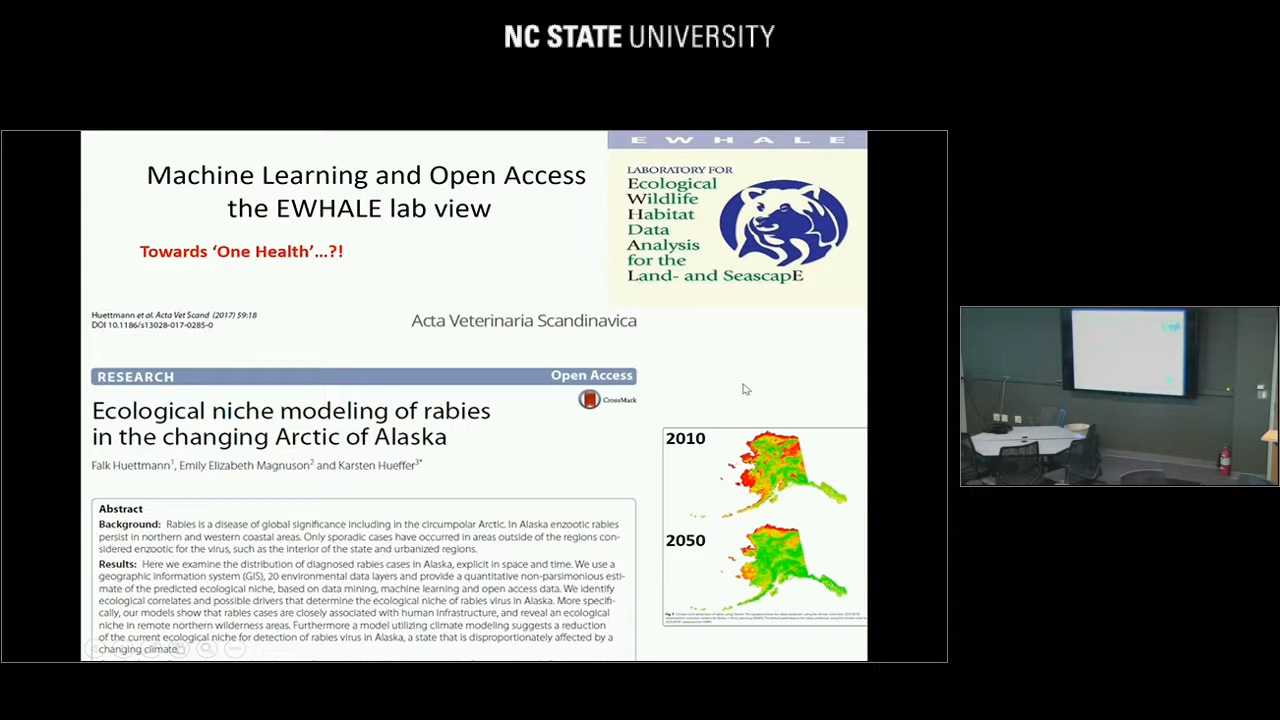 NC STATE UNIVERSITY
Machine Learning and Open Access
the EWHALE lab view
Towards ‘One Health’...?!
EWHALE
LABORATORY FOR
Ecological
Wildlife
Habitat
Data
Analysis
for the
Land- and SeascapE
Huettmann et al. Acta Vet Scand (2017) 59:18
DOI 10.1186/s13028-017-0285-0
Acta Veterinaria Scandinavica
RESEARCH
Open Access
CrossMark
Ecological niche modeling of rabies
in the changing Arctic of Alaska
Falk Huettmann1, Emily Elizabeth Magnuson2 and Karsten Hueffer3*
Abstract
Background: Rabies is a disease of global significance including in the circumpolar Arctic. In Alaska enzootic rabies
persist in northern and western coastal areas. Only sporadic cases have occurred in areas outside of the regions con-
sidered enzootic for the virus, such as the interior of the state and urbanized regions.
Results: Here we examine the distribution of diagnosed rabies cases in Alaska, explicit in space and time. We use a
geographic information system (GIS), 20 environmental data layers and provide a quantitative non-parsimonious esti-
mate of the predicted ecological niche, based on data mining, machine learning and open access data. We identify
ecological correlates and possible drivers that determine the ecological niche of rabies virus in Alaska. More specifi-
cally, our models show that rabies cases are closely associated with human infrastructure, and reveal an ecological
niche in remote northern wilderness areas. Furthermore a model utilizing climate modeling suggests a reduction
of the current ecological niche for detection of rabies virus in Alaska, a state that is disproportionately affected by a
changing climate.
2010
2050